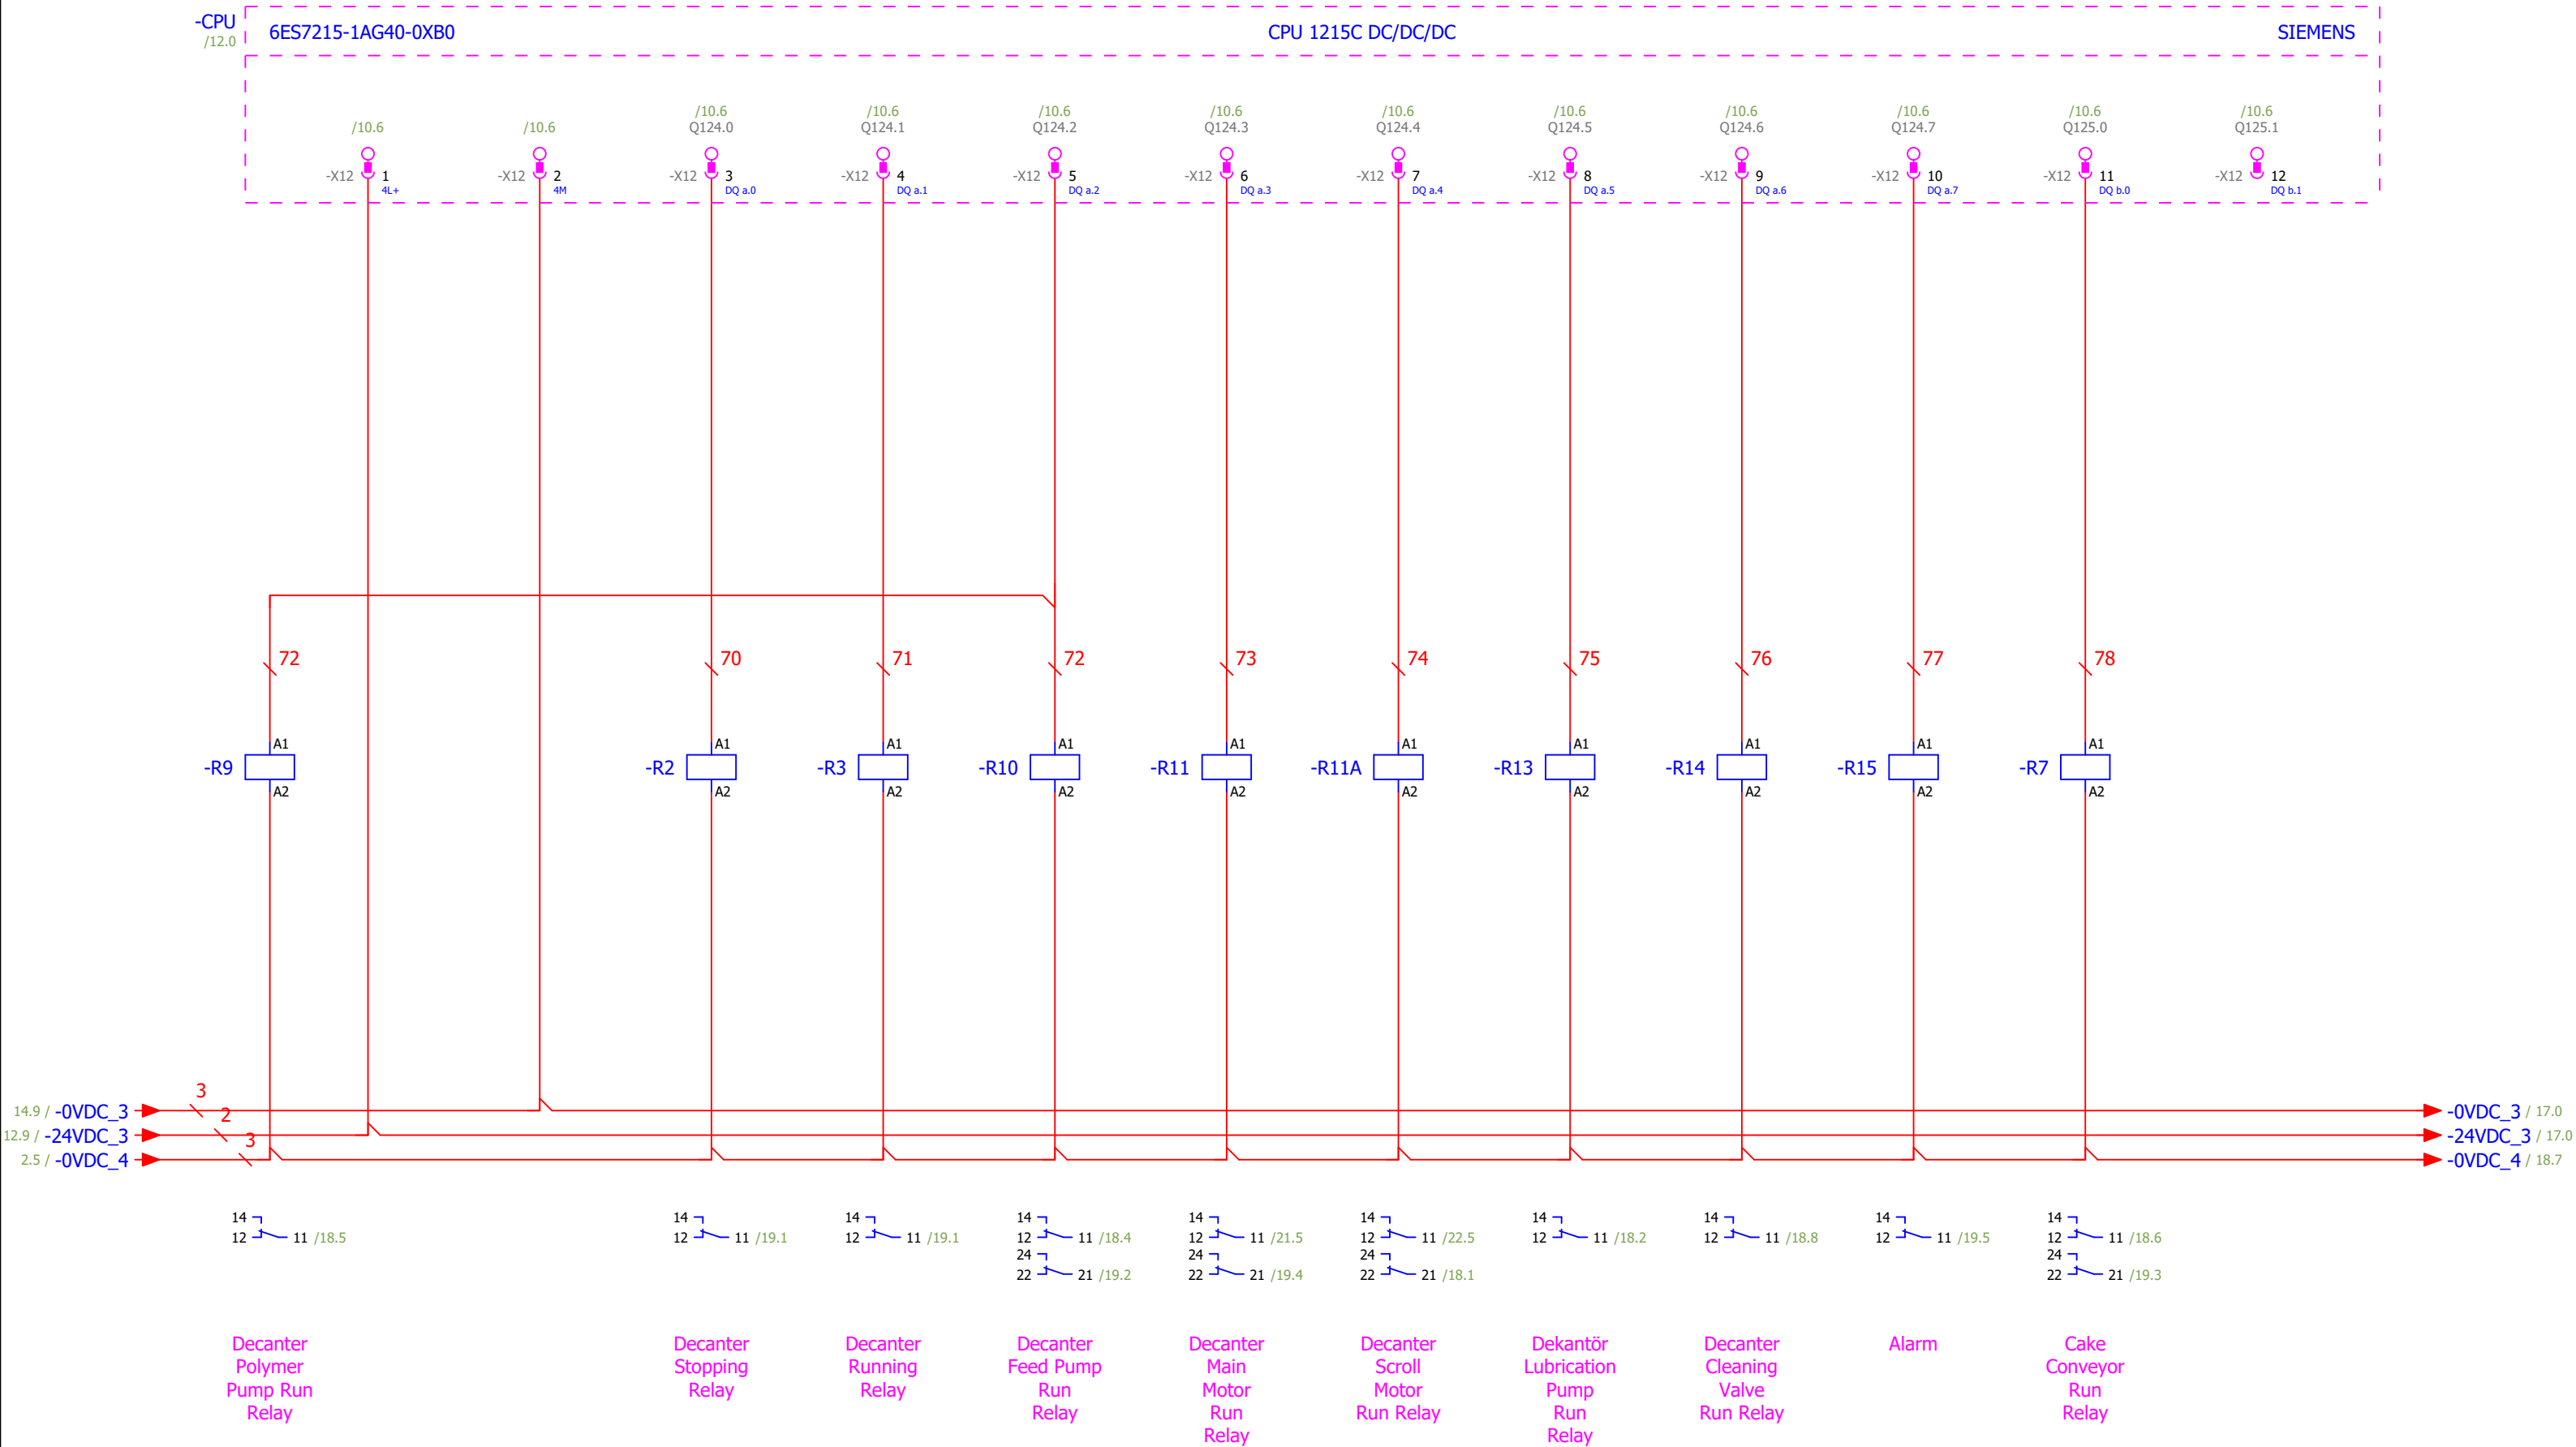 -CPU
/12.0
6ES7215-1AG40-0XB0 CPU 1215C DC/DC/DC SIEMENS
/10.6 /10.6 /10.6 /10.6 /10.6 /10.6 /10.6 /10.6 /10.6 /10.6
/10.6 /10.6 Q124.0 Q124.1 Q124.2 Q124.3 Q124.4 Q124.5 Q124.6 Q124.7 Q125.0 Q125.1
-X12 1 -X12 2 -X12 3 -X12 4 -X12 5 -X12 6 -X12 7 -X12 8 -X12 9 -X12 10 -X12 11 -X12 12
4L+ 4M DQ a.0 DQ a.1 DQ a.2 DQ a.3 DQ a.4 DQ a.5 DQ a.6 DQ a.7 DQ b.0 DQ b.1
72 70 71 72 73 74 75 76 77 78
A1 A1 A1 A1 A1 A1 A1 A1 A1 A1
-R9 -R2 -R3 -R10 -R11 -R11A -R13 -R14 -R15 -R7
A2 A2 A2 A2 A2 A2 A2 A2 A2 A2
3
14.9 / -0VDC_3 -0VDC_3 / 17.0
2
12.9 / -24VDC_3 -24VDC_3 / 17.0
3
2.5 / -0VDC_4 -0VDC_4 / 18.7
14 14 14 14 14 14 14 14 14 14
12 11 /18.5 12 11 /19.1 12 11 /19.1 12 11 /18.4 12 11 /21.5 12 11 /22.5 12 11 /18.2 12 11 /18.8 12 11 /19.5 12 11 /18.6
24 24 24 24
22 21 /19.2 22 21 /19.4 22 21 /18.1 22 21 /19.3
Decanter
Polymer
Pump Run
Relay
Decanter
Stopping
Relay
Decanter
Running
Relay
Decanter
Feed Pump
Run
Relay
Decanter
Main
Motor
Run
Relay
Decanter
Scroll
Motor
Run Relay
Dekantör
Lubrication
Pump
Run
Relay
Decanter
Cleaning
Valve
Run Relay
Alarm
Cake
Conveyor
Run
Relay